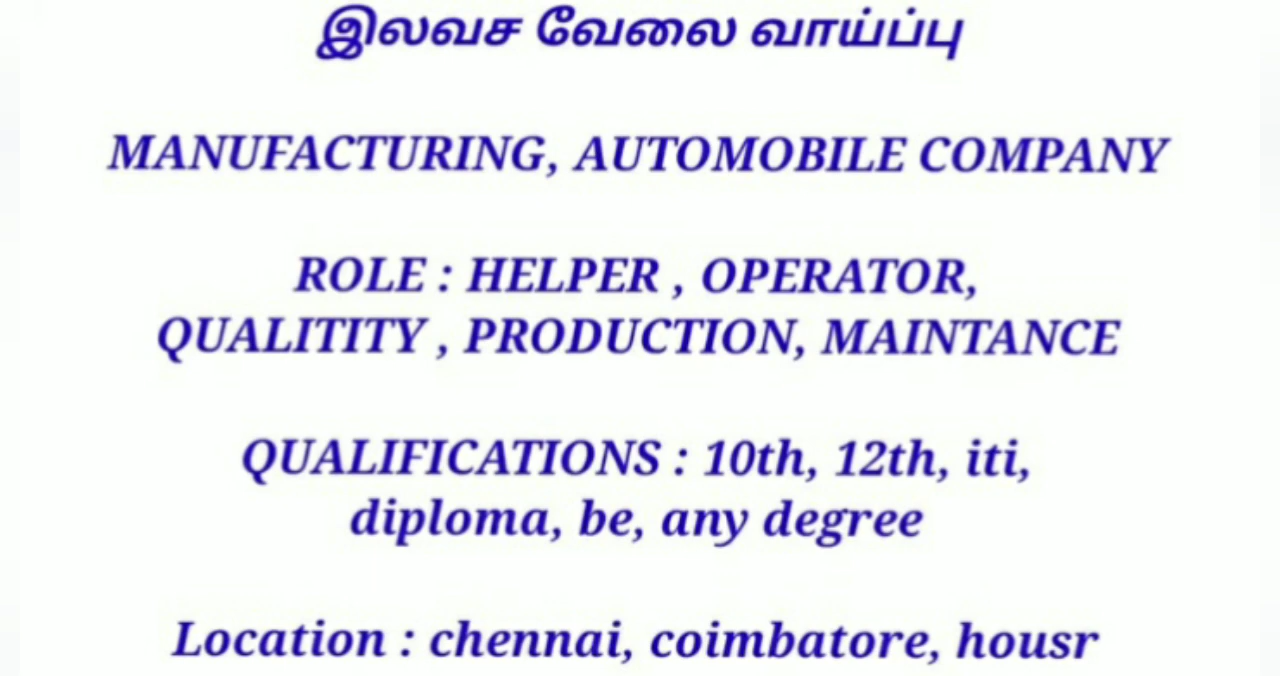 இலவச வேலை வாய்ப்பு
MANUFACTURING, AUTOMOBILE COMPANY
ROLE : HELPER , OPERATOR,
QUALITITY , PRODUCTION, MAINTANCE
QUALIFICATIONS : 10th, 12th, iti,
diploma, be, any degree
Location : chennai, coimbatore, housr